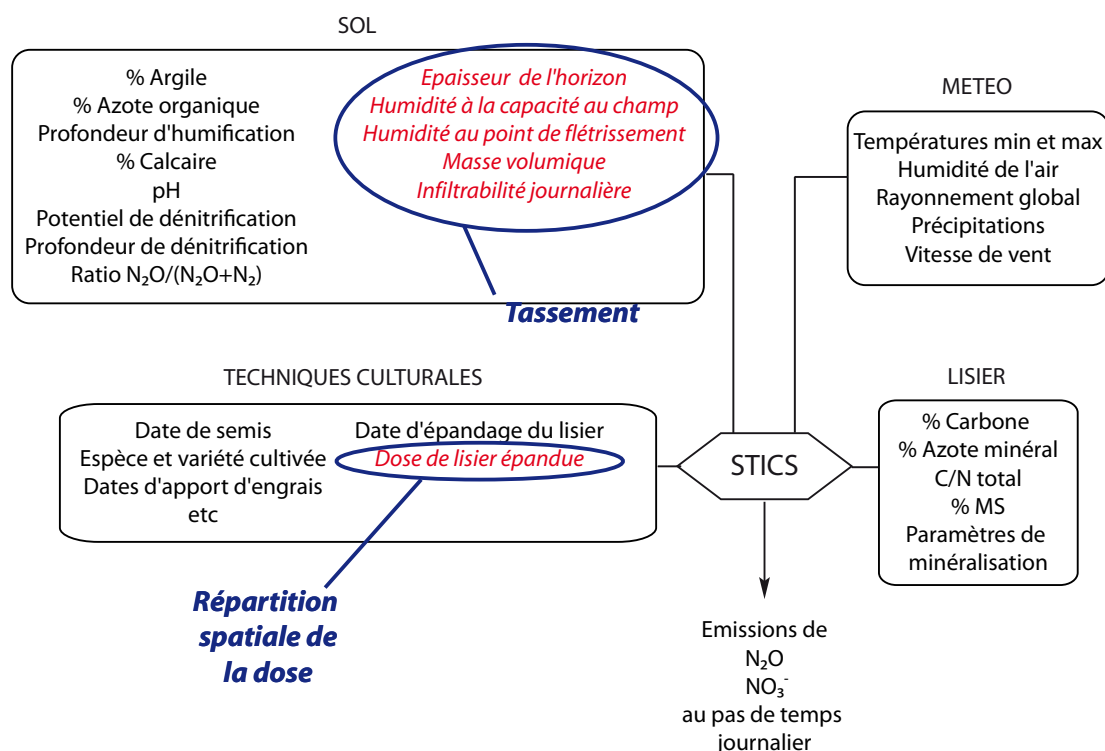 SOL
% Argile
% Azote organique
Profondeur d'humification
% Calcaire
pH
Potentiel de dénitrification
Profondeur de dénitrification
Ratio N₂O/(N₂O+N₂)
Epaisseur de l'horizon
Humidité à la capacité au champ
Humidité au point de flétrissement
Masse volumique
Infiltrabilité journalière
Tassement
METEO
Températures min et max
Humidité de l'air
Rayonnement global
Précipitations
Vitesse de vent
TECHNIQUES CULTURALES
Date de semis
Espèce et variété cultivée
Dates d'apport d'engrais
etc
Date d'épandage du lisier
Dose de lisier épandue
Répartition
spatiale de
la dose
STICS
LISIER
% Carbone
% Azote minéral
C/N total
% MS
Paramètres de
minéralisation
Emissions de
N₂O
NO₃⁻
au pas de temps
journalier